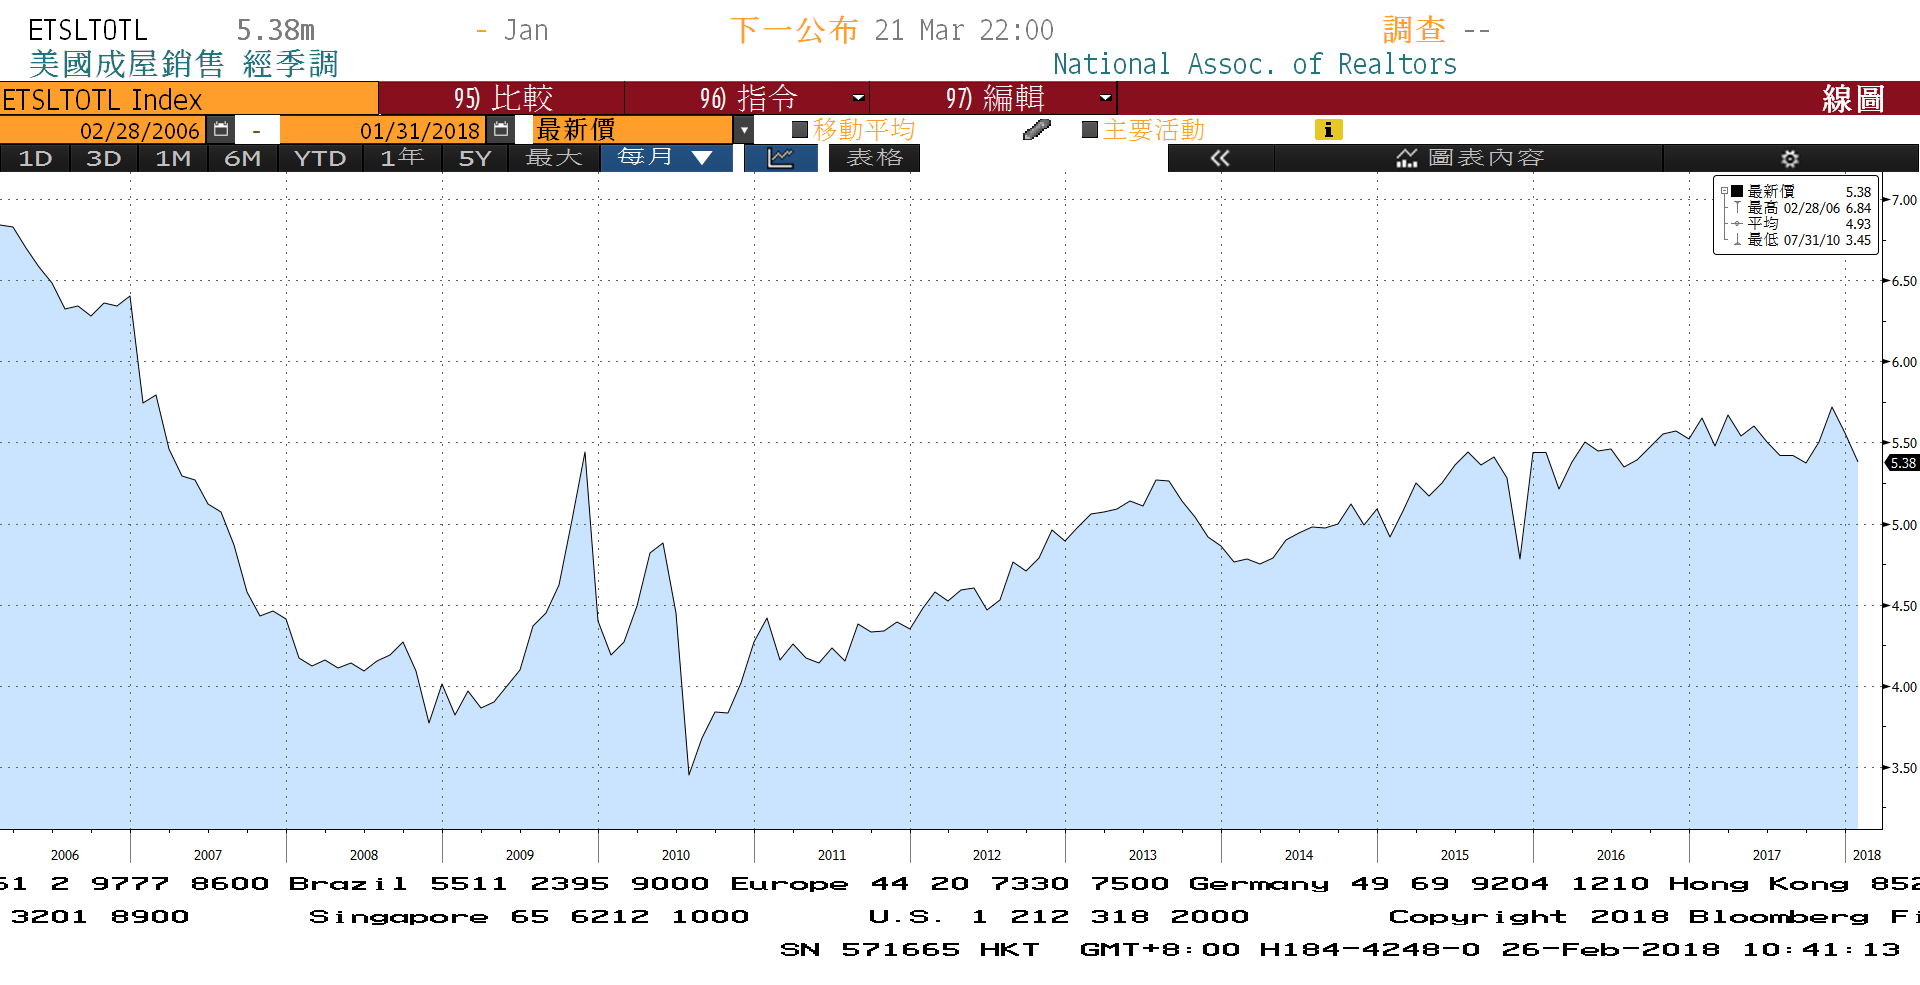 ETSLTOTL 5.38m - Jan 下一公布 21 Mar 22:00 調查 --
美國成屋銷售 經季調 National Assoc. of Realtors
ETSLTOTL Index 95) 比較 96) 指令 97) 編輯 線圖
02/28/2006 - 01/31/2018 最新價 移動平均 主要活動 i
1D 3D 1M 6M YTD 1年 5Y 最大 每月 ▼ 表格 « 圖表內容
最新價 5.38
最高 02/28/06 6.84
平均 4.93
最低 07/31/10 3.45
7.00
6.50
6.00
5.50
5.38
5.00
4.50
4.00
3.50
2006 2007 2008 2009 2010 2011 2012 2013 2014 2015 2016 2017 2018
61 2 9777 8600 Brazil 5511 2395 9000 Europe 44 20 7330 7500 Germany 49 69 9204 1210 Hong Kong 852
3201 8900 Singapore 65 6212 1000 U.S. 1 212 318 2000 Copyright 2018 Bloomberg Fi
SN 571665 HKT GMT+8:00 H184-4248-0 26-Feb-2018 10:41:13